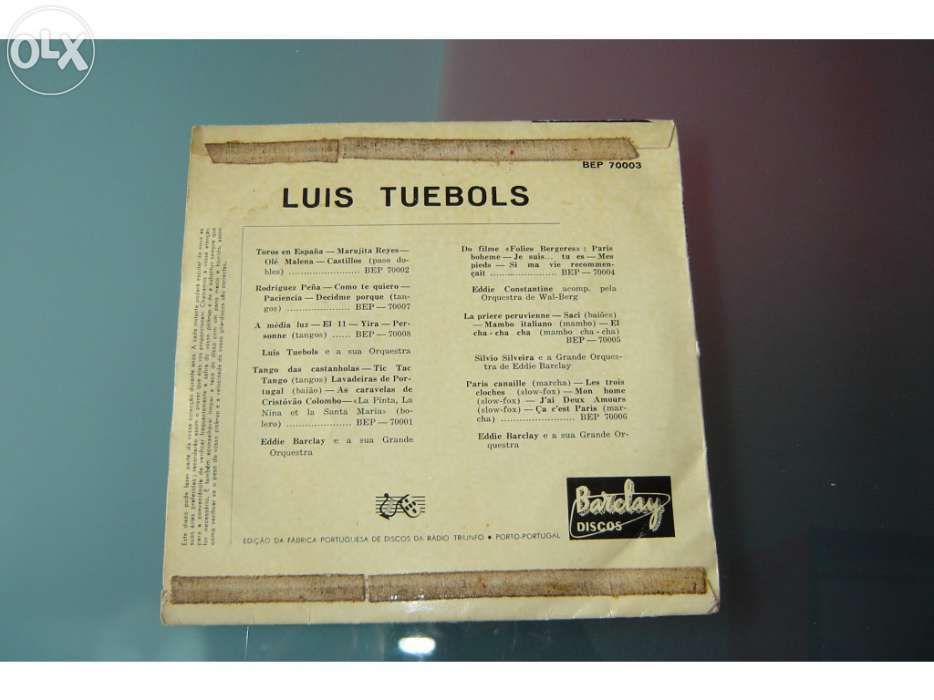 OLX
BEP 70003
LUIS TUEBOLS
Toros en España — Marujita Reyes —
Olé Malena — Castillos (paso do-
bles) ........................ BEP 70002
Rodriguez Peña — Como te quiero —
Paciencia — Decidme porque (tan-
gos) ...................... BEP — 70007
A média luz — El 11 — Yira — Per-
sonne (tangos) ...... BEP — 70008
Luis Tuebols e a sua Orquestra
Tango das castanholas — Tic Tac
Tango (tangos) Lavadeiras de Por-
tugal (baião) — As caravelas de
Cristóvão Colombo — «La Pinta, La
Nina et la Santa Maria» (bo-
lero) ...................... BEP — 70001
Eddie Barclay e a sua Grande
Orquestra
Do filme «Folies Bergeres»: Paris
boheme — Je suis... tu es — Mes
pieds — Si ma vie recommen-
çait ...................... BEP — 70004
Eddie Constantine acomp. pela
Orquestra de Wal-Berg
La priere peruvienne — Saci (baiões)
— Mambo italiano (mambo) — El
cha - cha cha (mambo cha - cha)
BEP — 70005
Silvio Silveira e a Grande Orques-
tra de Eddie Barclay
Paris canaille (marcha) — Les trois
cloches (slow-fox) — Mon home
(slow-fox) — J'ai Deux Amours
(slow-fox) — Ça c'est Paris (mar-
cha) ...................... BEP 70006
Eddie Barclay e a sua Grande Or-
questra
Barclay
DISCOS
EDIÇÃO DA FÁBRICA PORTUGUESA DE DISCOS DA RÁDIO TRIUNFO • PORTO-PORTUGAL